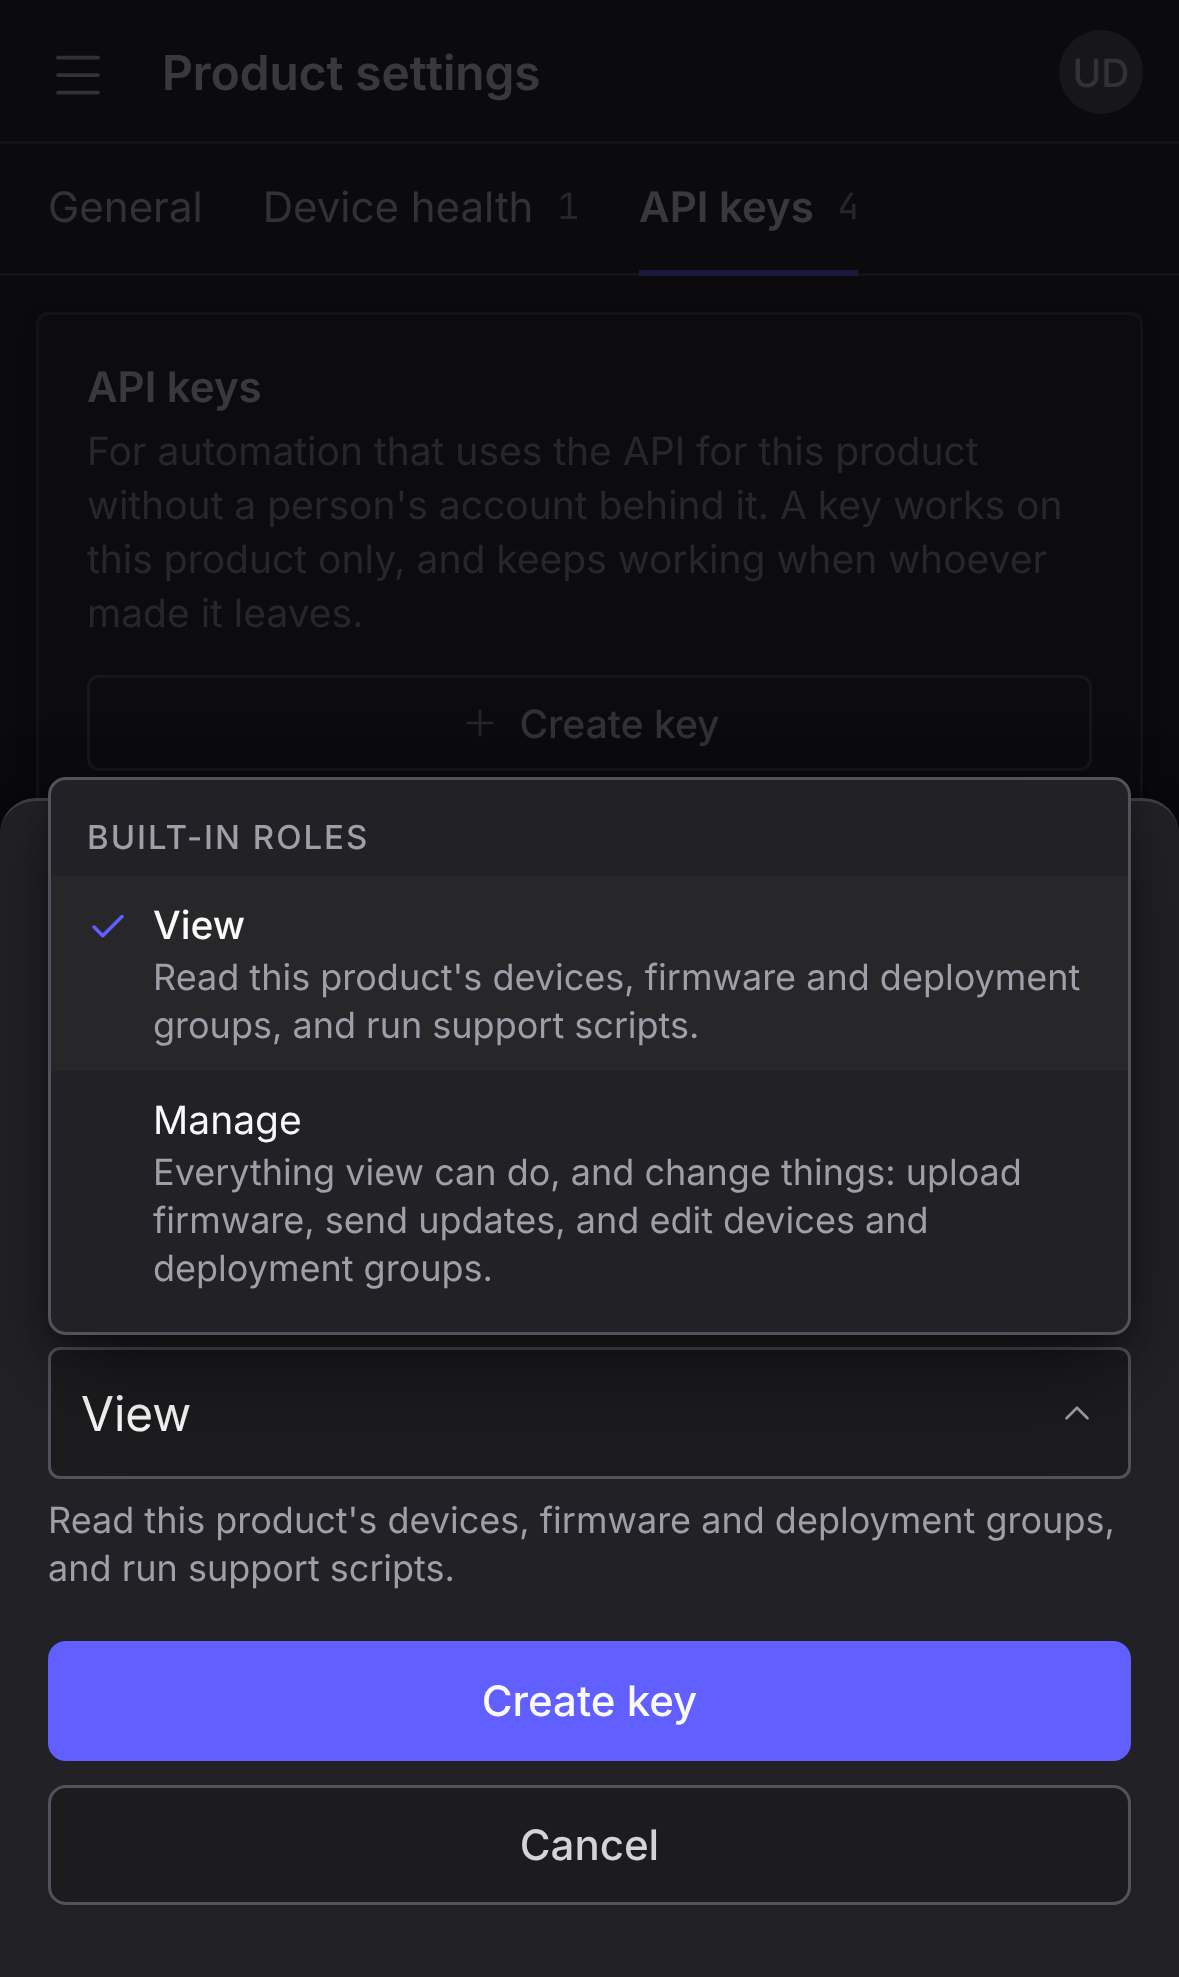 Product settings
UD
General
Device health 1
API keys 4
API keys
For automation that uses the API for this product
without a person's account behind it. A key works on
this product only, and keeps working when whoever
made it leaves.
Create key
BUILT-IN ROLES
View
Read this product's devices, firmware and deployment
groups, and run support scripts.
Manage
Everything view can do, and change things: upload
firmware, send updates, and edit devices and
deployment groups.
View
Read this product's devices, firmware and deployment groups,
and run support scripts.
Create key
Cancel